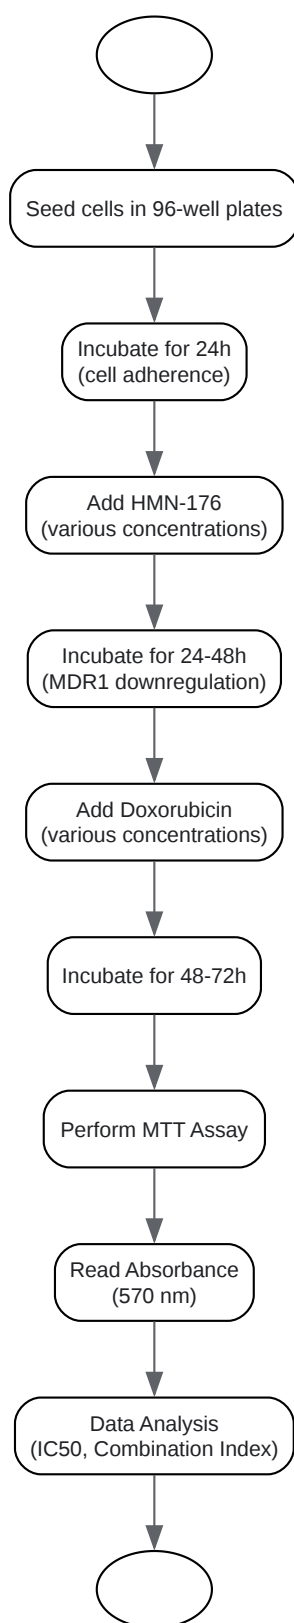 Seed cells in 96-well plates
Incubate for 24h
(cell adherence)
Add HMN-176
(various concentrations)
Incubate for 24-48h
(MDR1 downregulation)
Add Doxorubicin
(various concentrations)
Incubate for 48-72h
Perform MTT Assay
Read Absorbance
(570 nm)
Data Analysis
(IC50, Combination Index)